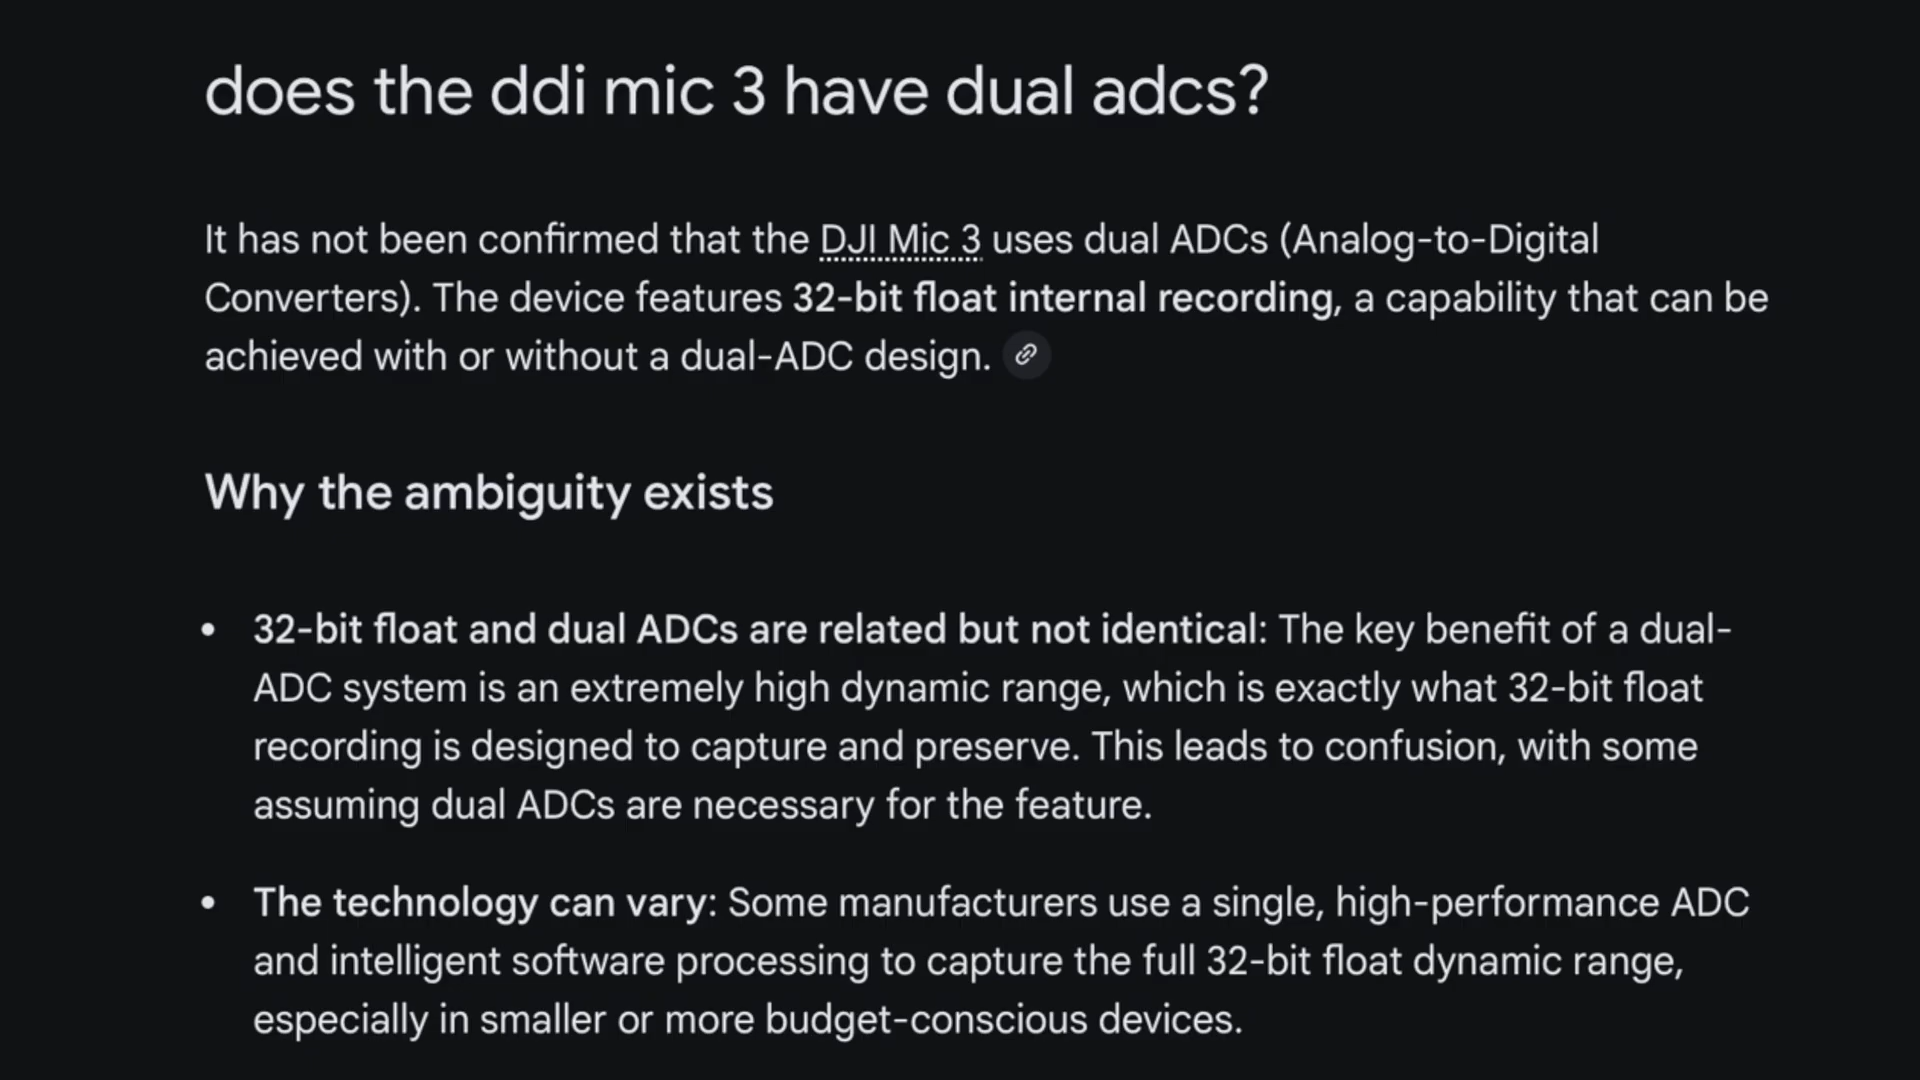 does the ddi mic 3 have dual adcs?
It has not been confirmed that the DJI Mic 3 uses dual ADCs (Analog-to-Digital
Converters). The device features 32-bit float internal recording, a capability that can be
achieved with or without a dual-ADC design.
Why the ambiguity exists
• 32-bit float and dual ADCs are related but not identical: The key benefit of a dual-
ADC system is an extremely high dynamic range, which is exactly what 32-bit float
recording is designed to capture and preserve. This leads to confusion, with some
assuming dual ADCs are necessary for the feature.
• The technology can vary: Some manufacturers use a single, high-performance ADC
and intelligent software processing to capture the full 32-bit float dynamic range,
especially in smaller or more budget-conscious devices.